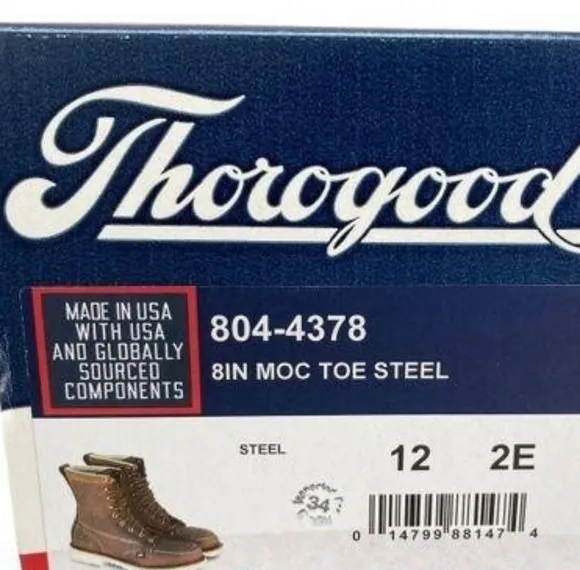 Thorogood
MADE IN USA
WITH USA
AND GLOBALLY
SOURCED
COMPONENTS
804-4378
8IN MOC TOE STEEL
STEEL
12 2E
34
0 14799 88147 4